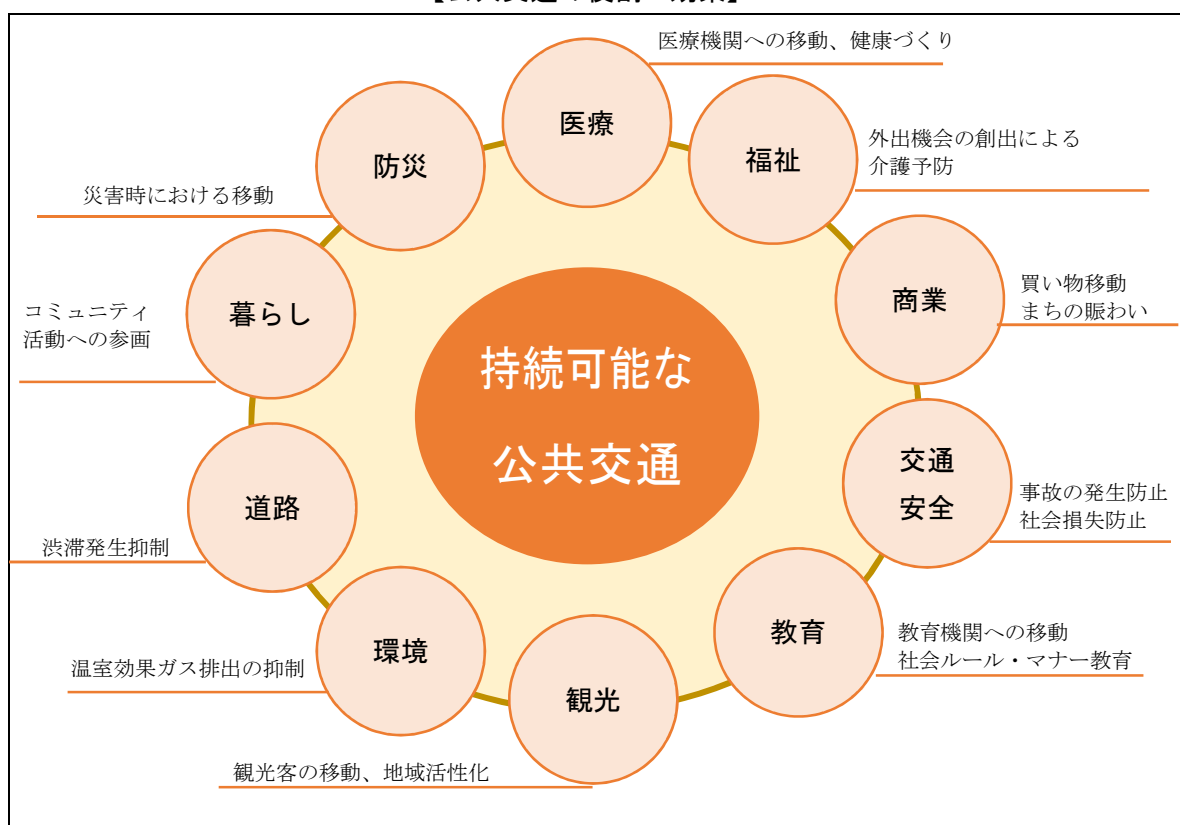 医療機関への移動、健康づくり
医療
福祉
外出機会の創出による
介護予防
防災
災害時における移動
商業
買い物移動
まちの賑わい
暮らし
コミュニティ
活動への参画
持続可能な
公共交通
交通
安全
事故の発生防止
社会損失防止
道路
渋滞発生抑制
教育
教育機関への移動
社会ルール・マナー教育
環境
温室効果ガス排出の抑制
観光
観光客の移動、地域活性化